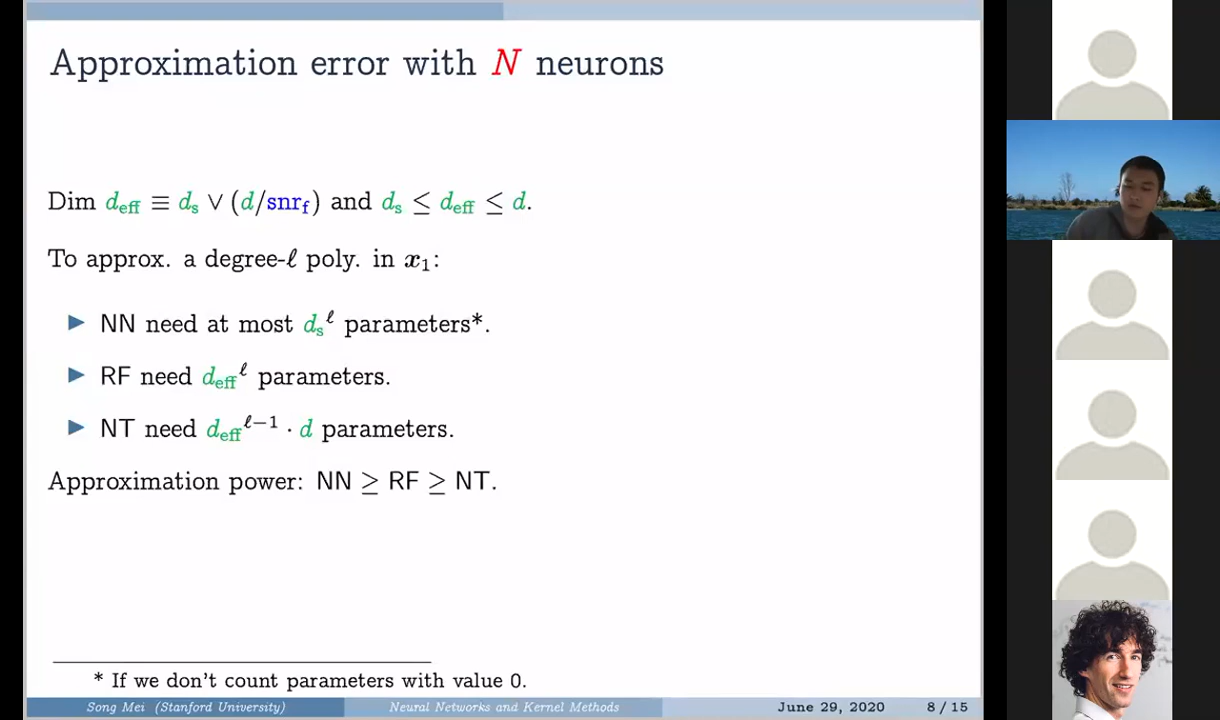 Approximation error with N neurons
Dim d_eff ≡ d_s ∨ (d/snr_f) and d_s ≤ d_eff ≤ d.
To approx. a degree-ℓ poly. in x₁:
▶ NN need at most d_s^ℓ parameters*.
▶ RF need d_eff^ℓ parameters.
▶ NT need d_eff^{ℓ−1} · d parameters.
Approximation power: NN ≥ RF ≥ NT.
* If we don't count parameters with value 0.
Song Mei (Stanford University) Neural Networks and Kernel Methods June 29, 2020 8 / 15